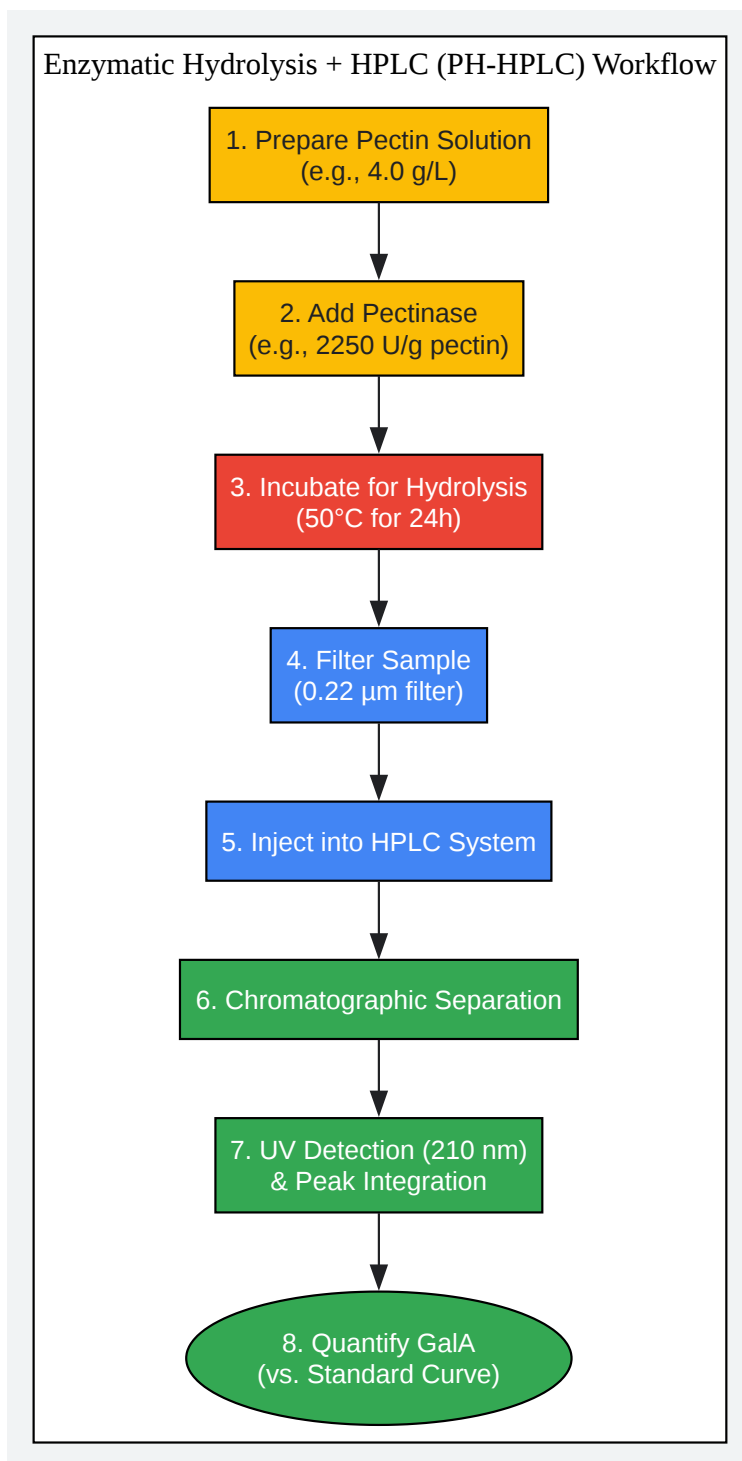 Enzymatic Hydrolysis + HPLC (PH-HPLC) Workflow
1. Prepare Pectin Solution
(e.g., 4.0 g/L)
2. Add Pectinase
(e.g., 2250 U/g pectin)
3. Incubate for Hydrolysis
(50°C for 24h)
4. Filter Sample
(0.22 µm filter)
5. Inject into HPLC System
6. Chromatographic Separation
7. UV Detection (210 nm)
& Peak Integration
8. Quantify GalA
(vs. Standard Curve)